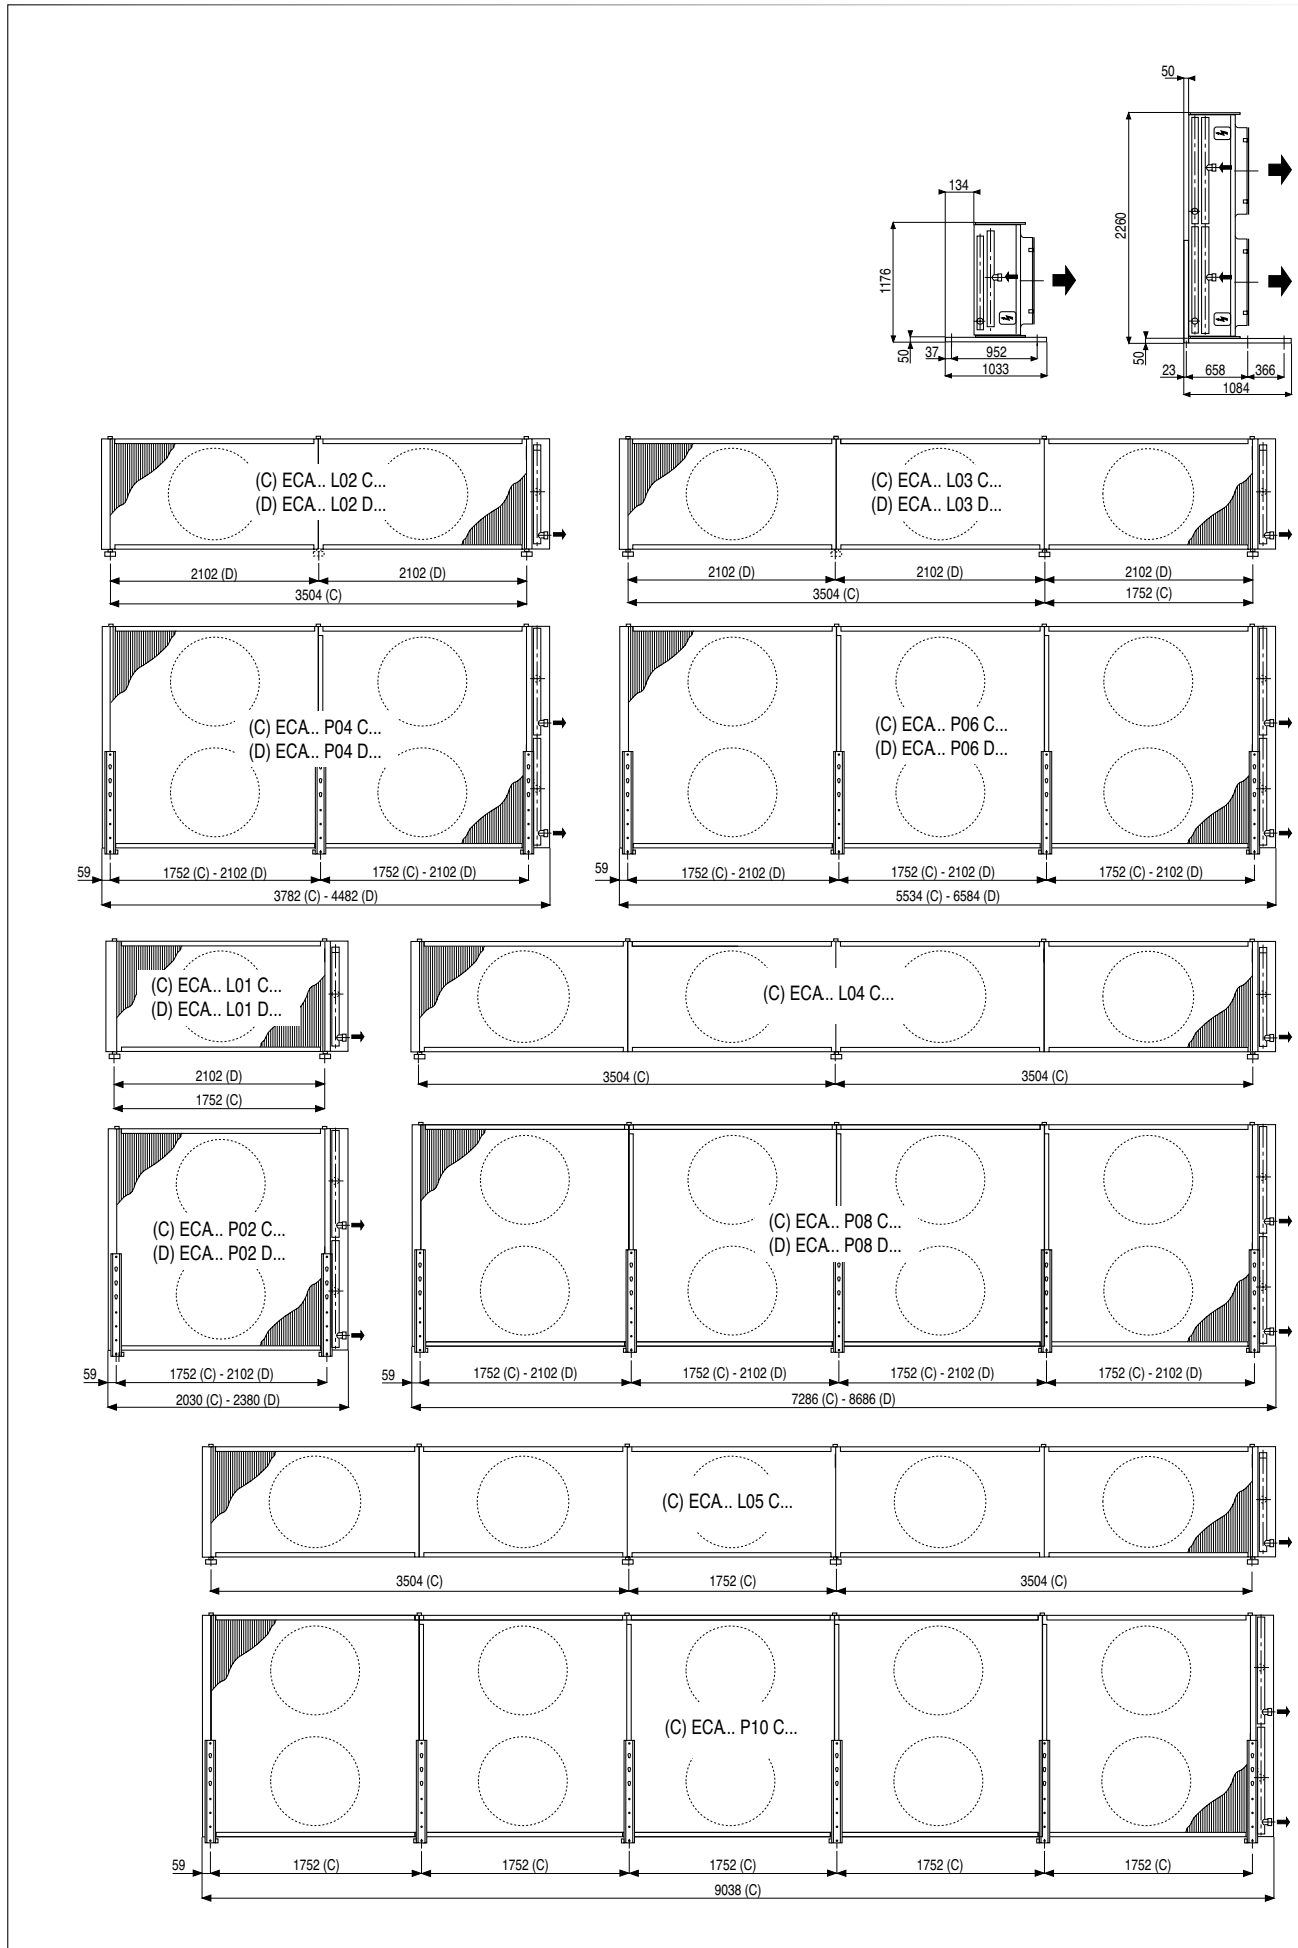 50
2260
50
23 658 366
1084
134
1176
50
37 952
1033
(C) ECA... L02 C...
(D) ECA... L02 D...
2102 (D) 2102 (D)
3504 (C)
(C) ECA... L03 C...
(D) ECA... L03 D...
2102 (D) 2102 (D) 2102 (D)
3504 (C) 1752 (C)
(C) ECA... P04 C...
(D) ECA... P04 D...
59 1752 (C) - 2102 (D) 1752 (C) - 2102 (D)
3782 (C) - 4482 (D)
(C) ECA... P06 C...
(D) ECA... P06 D...
59 1752 (C) - 2102 (D) 1752 (C) - 2102 (D) 1752 (C) - 2102 (D)
5534 (C) - 6584 (D)
(C) ECA... L01 C...
(D) ECA... L01 D...
2102 (D)
1752 (C)
(C) ECA... L04 C...
3504 (C) 3504 (C)
(C) ECA... P02 C...
(D) ECA... P02 D...
59 1752 (C) - 2102 (D)
2030 (C) - 2380 (D)
(C) ECA... P08 C...
(D) ECA... P08 D...
59 1752 (C) - 2102 (D) 1752 (C) - 2102 (D) 1752 (C) - 2102 (D) 1752 (C) - 2102 (D)
7286 (C) - 8686 (D)
(C) ECA... L05 C...
3504 (C) 1752 (C) 3504 (C)
(C) ECA... P10 C...
59 1752 (C) 1752 (C) 1752 (C) 1752 (C) 1752 (C)
9038 (C)